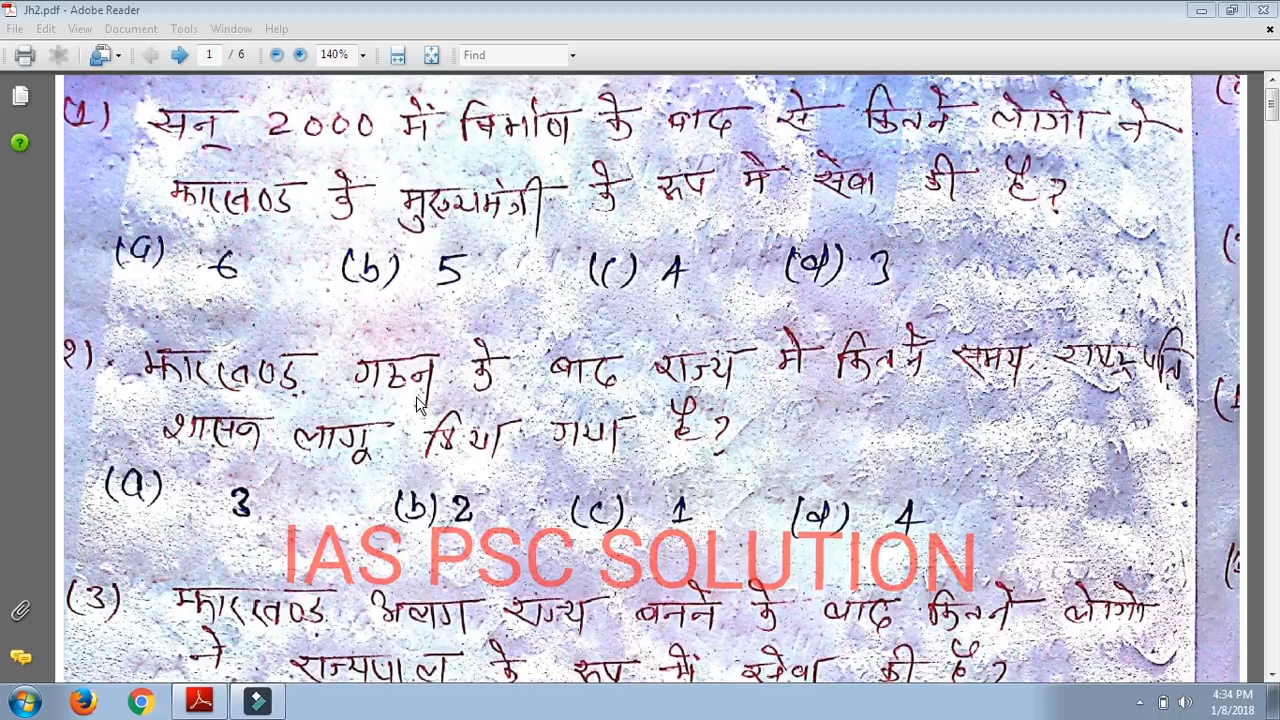 Jh2.pdf - Adobe Reader
File Edit View Document Tools Window Help
1 / 6 140% Find
(1) सन् 2000 में निर्माण के बाद से कितने लोगो ने
झारखण्ड के मुख्यमंत्री के रूप मे सेवा की है?
(a) 6 (b) 5 (c) 4 (d) 3
२). झारखण्ड गठन के बाद राज्य मे कितने समय राष्ट्रपति
शासन लागू किया गया है?
(a) 3 (b) 2 (c) 1 (d) 4
IAS PSC SOLUTION
(3) झारखण्ड अलग राज्य बनने के बाद कितने लोगो
ने राज्यपाल के रूप में सेवा की है?
4:34 PM
1/8/2018